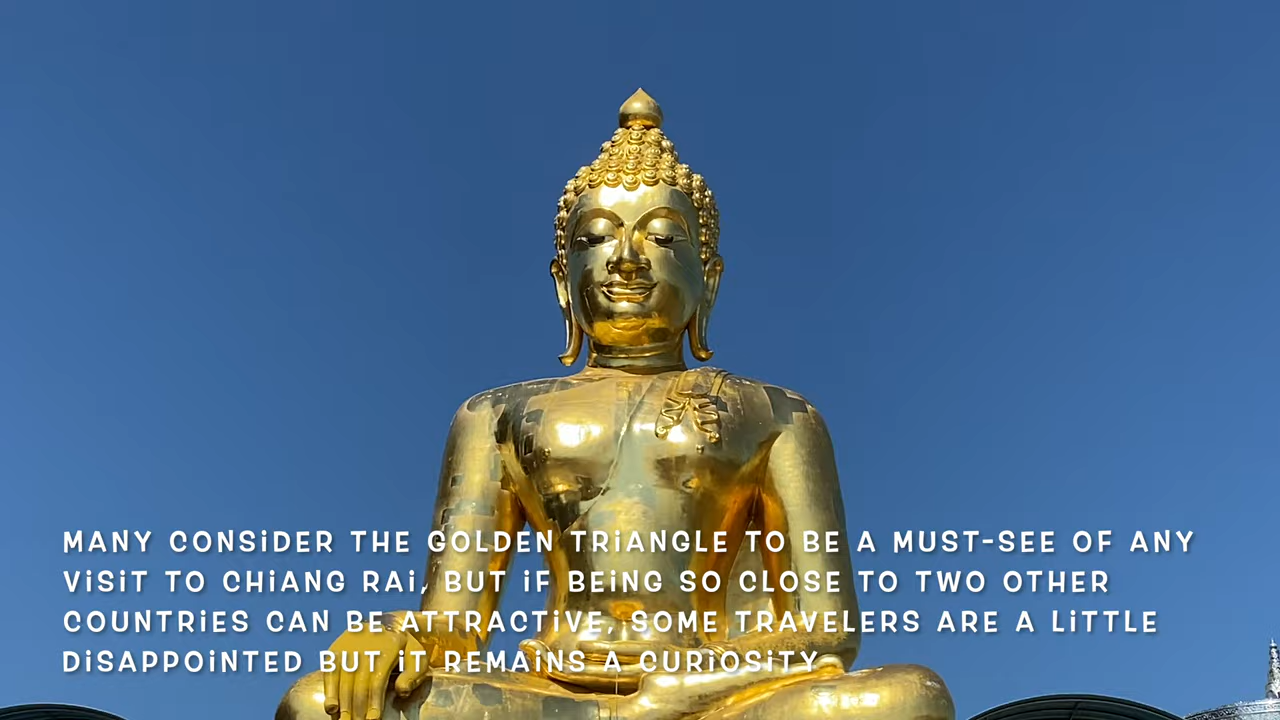 MANY CONSiDER THE GOLDEN TRiANGLE TO BE A MUST-SEE OF ANY
ViSiT TO CHiANG RAi, BUT iF BEiNG SO CLOSE TO TWO OTHER
COUNTRiES CAN BE ATTRACTiVE, SOME TRAVELERS ARE A LiTTLE
DiSAPPOiNTED BUT iT REMAiNS A CURiOSiTY.